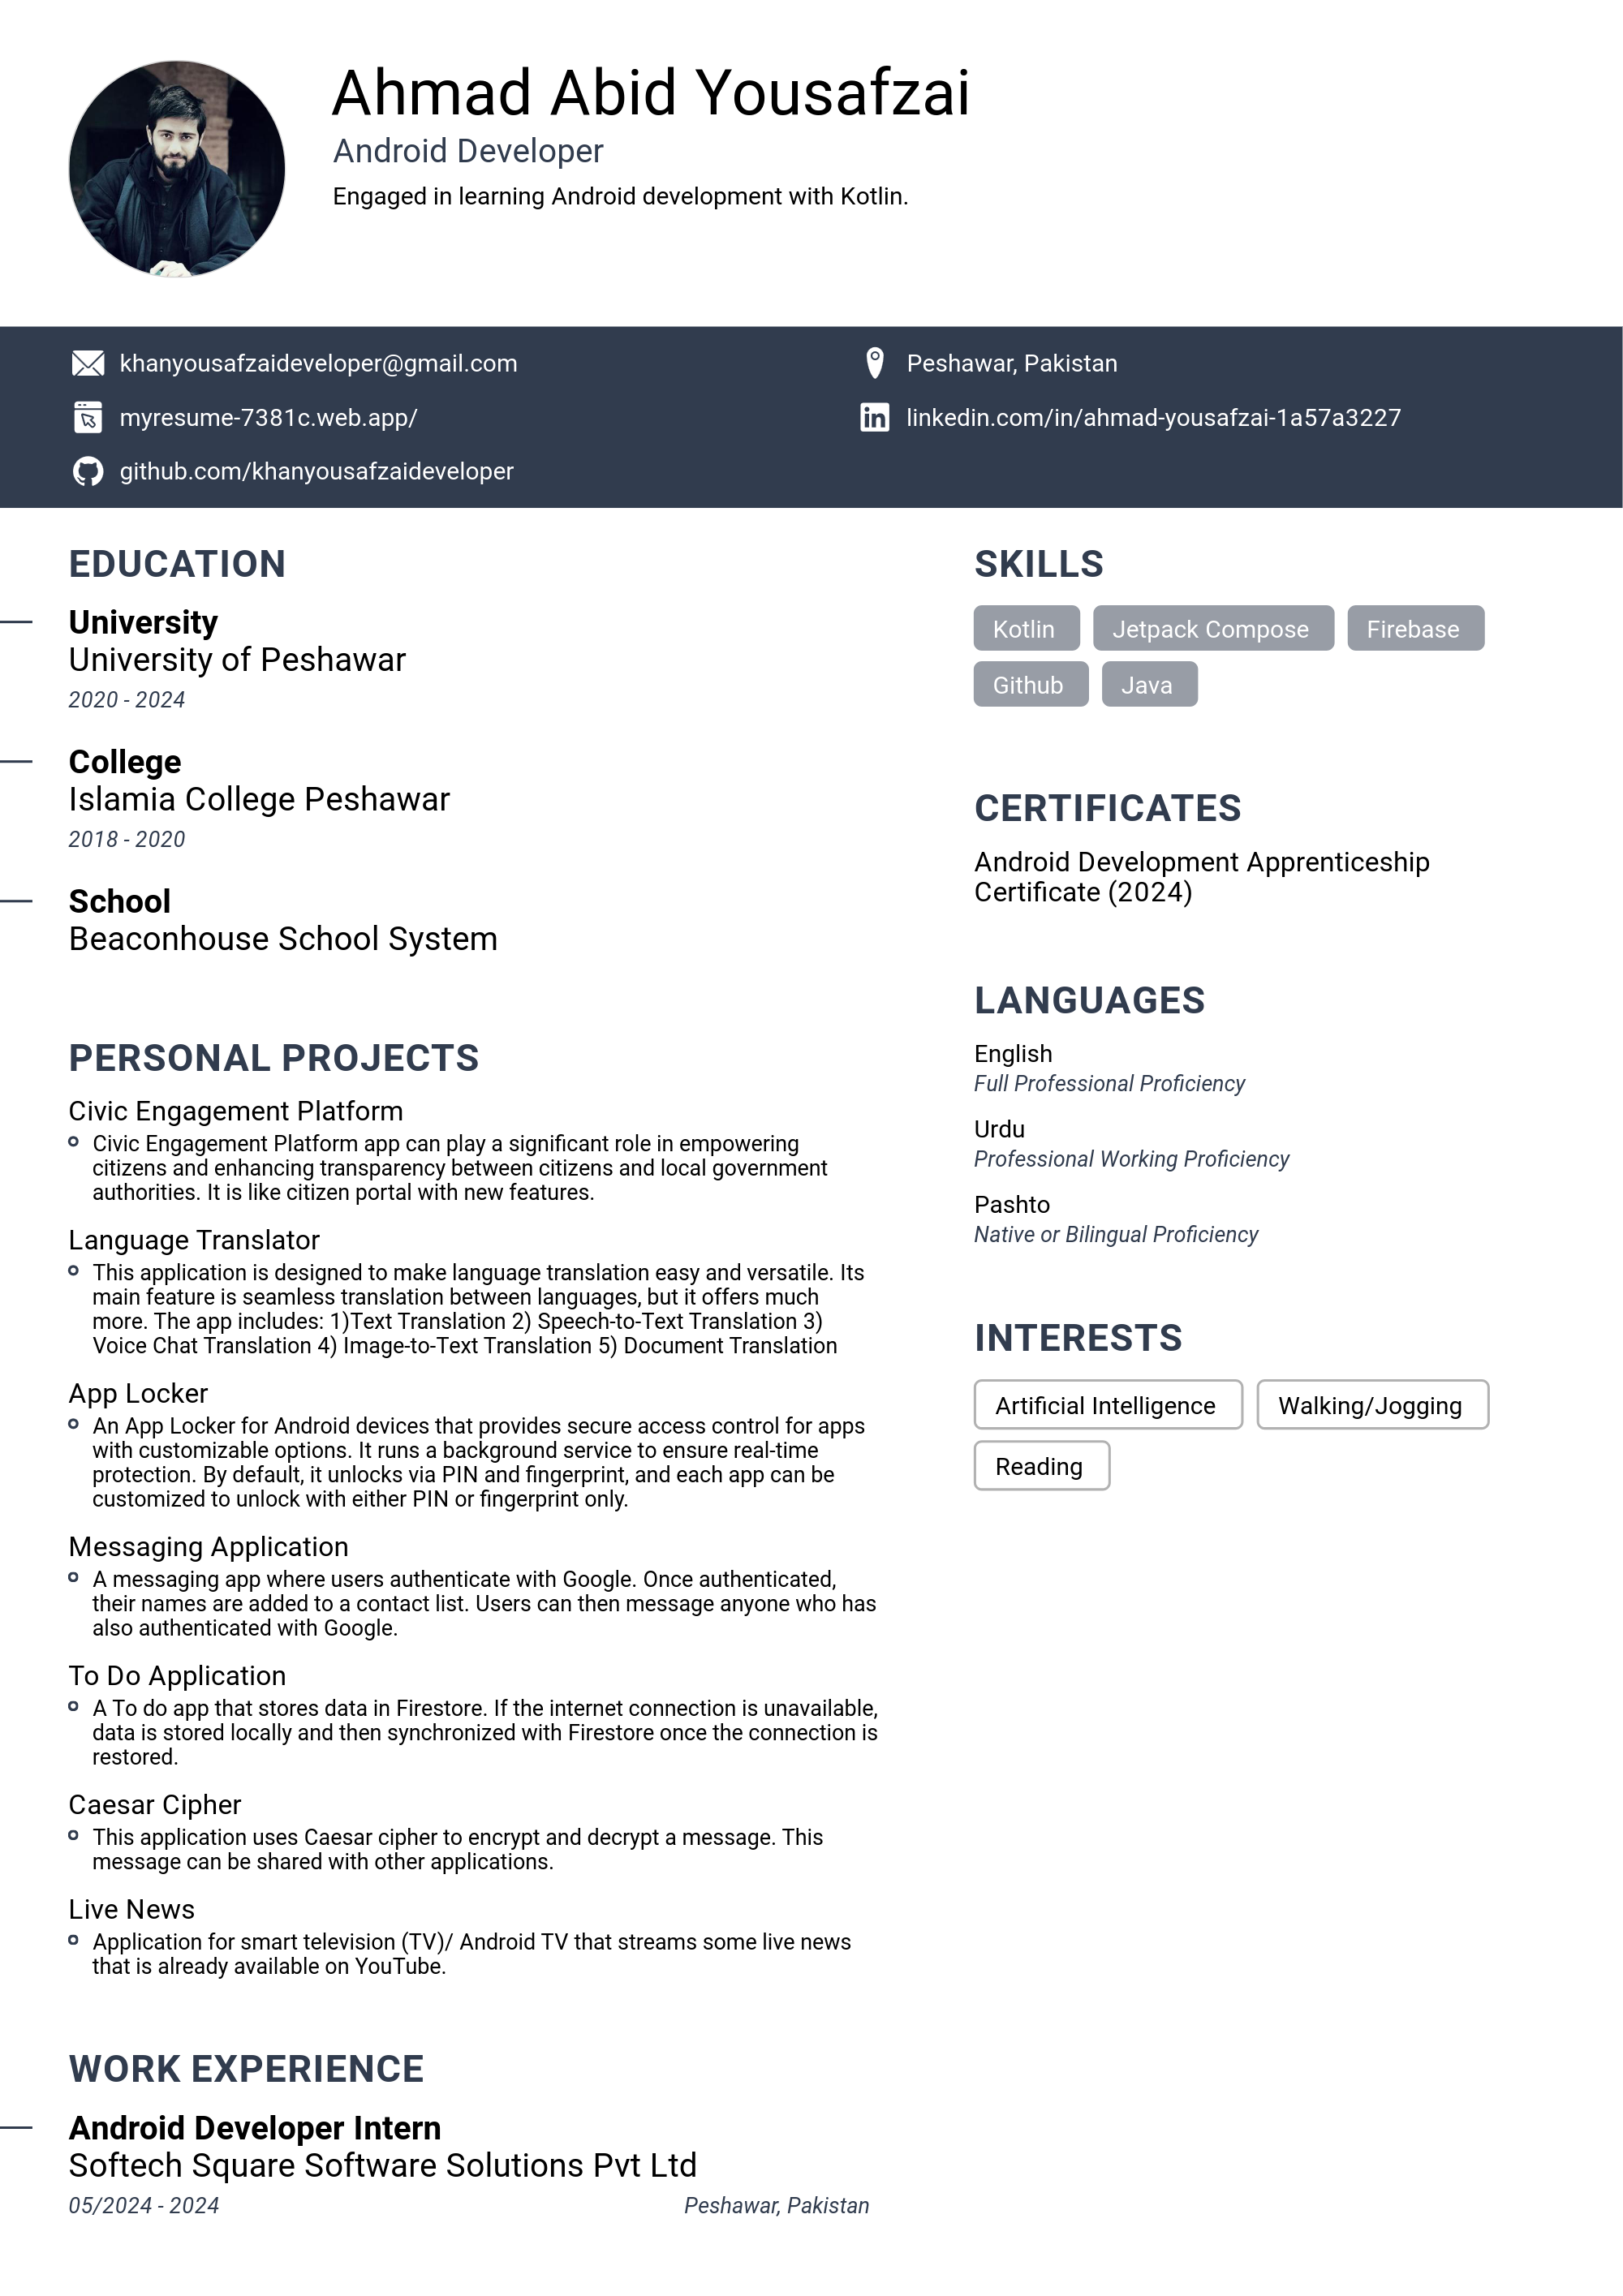 Ahmad Abid Yousafzai
Android Developer
Engaged in learning Android development with Kotlin.
khanyousafzaideveloper@gmail.com
Peshawar, Pakistan
myresume-7381c.web.app/
linkedin.com/in/ahmad-yousafzai-1a57a3227
github.com/khanyousafzaideveloper
EDUCATION
University
University of Peshawar
2020 - 2024
College
Islamia College Peshawar
2018 - 2020
School
Beaconhouse School System
PERSONAL PROJECTS
Civic Engagement Platform
Civic Engagement Platform app can play a significant role in empowering
citizens and enhancing transparency between citizens and local government
authorities. It is like citizen portal with new features.
Language Translator
This application is designed to make language translation easy and versatile. Its
main feature is seamless translation between languages, but it offers much
more. The app includes: 1)Text Translation 2) Speech-to-Text Translation 3)
Voice Chat Translation 4) Image-to-Text Translation 5) Document Translation
App Locker
An App Locker for Android devices that provides secure access control for apps
with customizable options. It runs a background service to ensure real-time
protection. By default, it unlocks via PIN and fingerprint, and each app can be
customized to unlock with either PIN or fingerprint only.
Messaging Application
A messaging app where users authenticate with Google. Once authenticated,
their names are added to a contact list. Users can then message anyone who has
also authenticated with Google.
To Do Application
A To do app that stores data in Firestore. If the internet connection is unavailable,
data is stored locally and then synchronized with Firestore once the connection is
restored.
Caesar Cipher
This application uses Caesar cipher to encrypt and decrypt a message. This
message can be shared with other applications.
Live News
Application for smart television (TV)/ Android TV that streams some live news
that is already available on YouTube.
WORK EXPERIENCE
Android Developer Intern
Softech Square Software Solutions Pvt Ltd
05/2024 - 2024
Peshawar, Pakistan
SKILLS
Kotlin
Jetpack Compose
Firebase
Github
Java
CERTIFICATES
Android Development Apprenticeship
Certificate (2024)
LANGUAGES
English
Full Professional Proficiency
Urdu
Professional Working Proficiency
Pashto
Native or Bilingual Proficiency
INTERESTS
Artificial Intelligence
Walking/Jogging
Reading